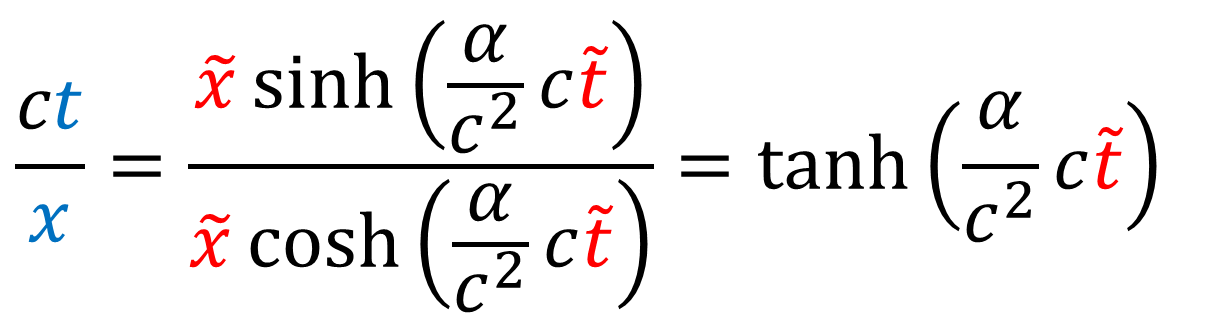 ct/x = x̃ sinh(α/c² ct̃) / x̃ cosh(α/c² ct̃) = tanh(α/c² ct̃)